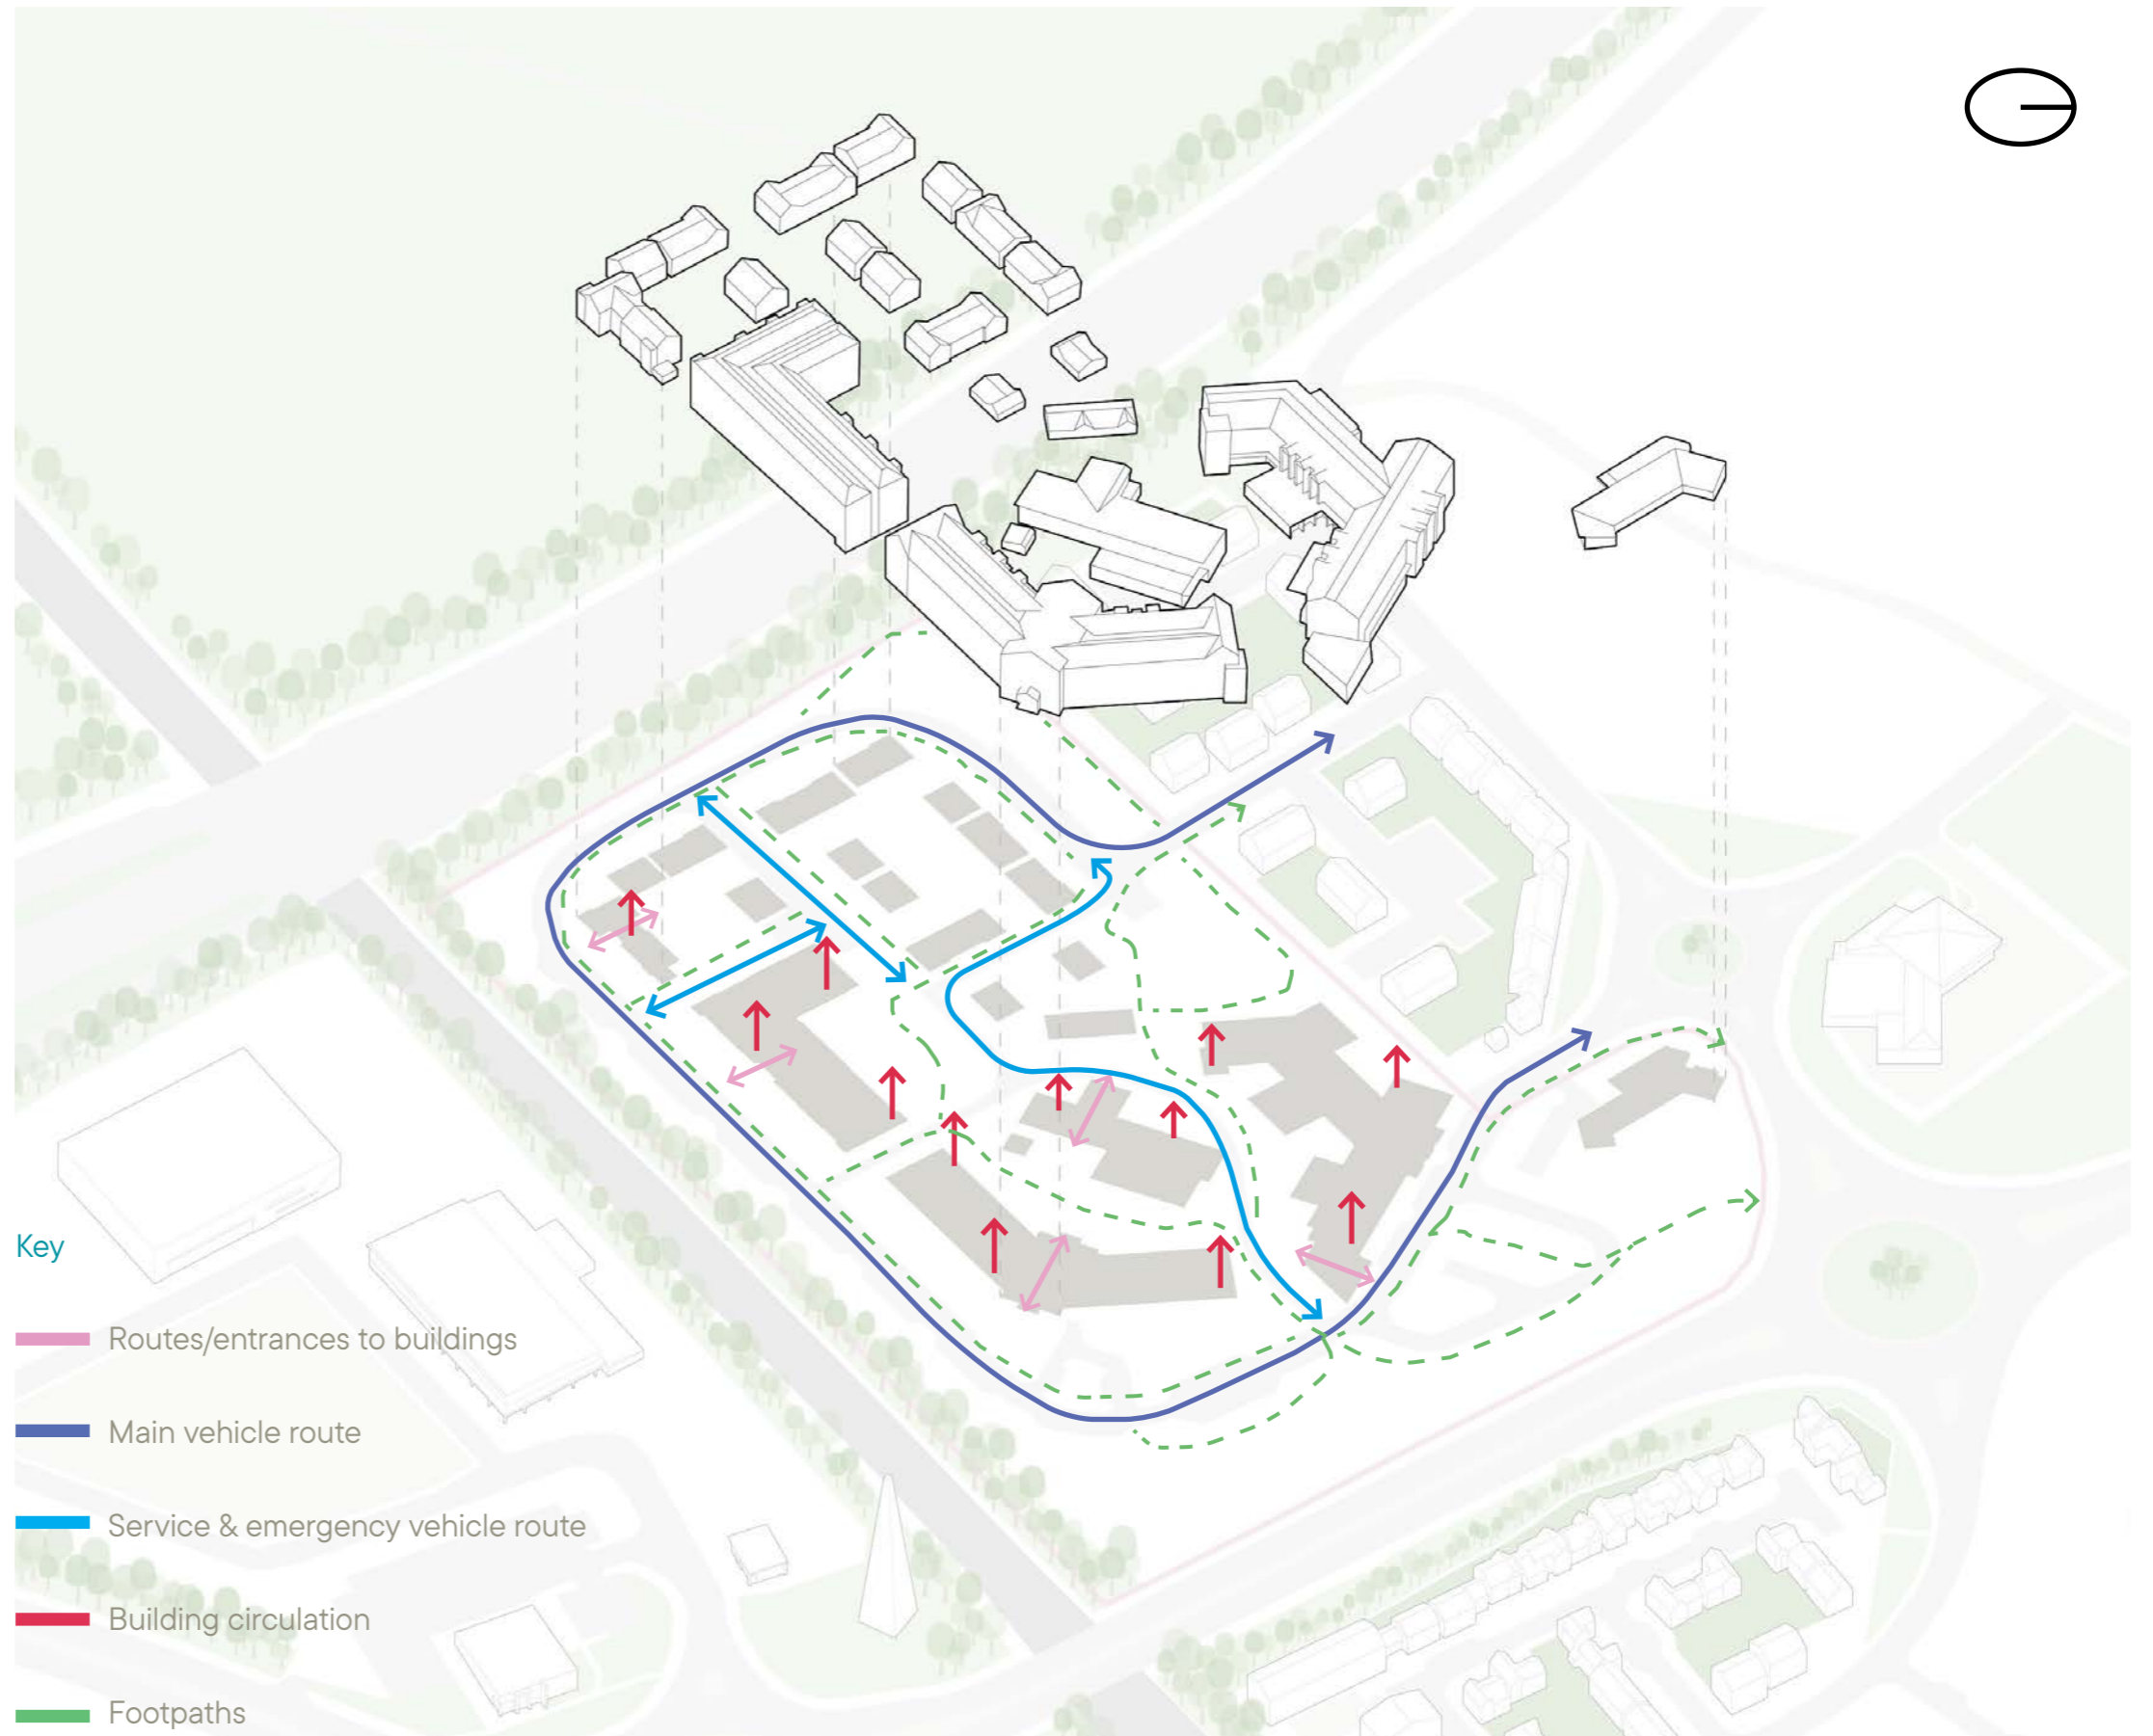 Key
Routes/entrances to buildings
Main vehicle route
Service & emergency vehicle route
Building circulation
Footpaths